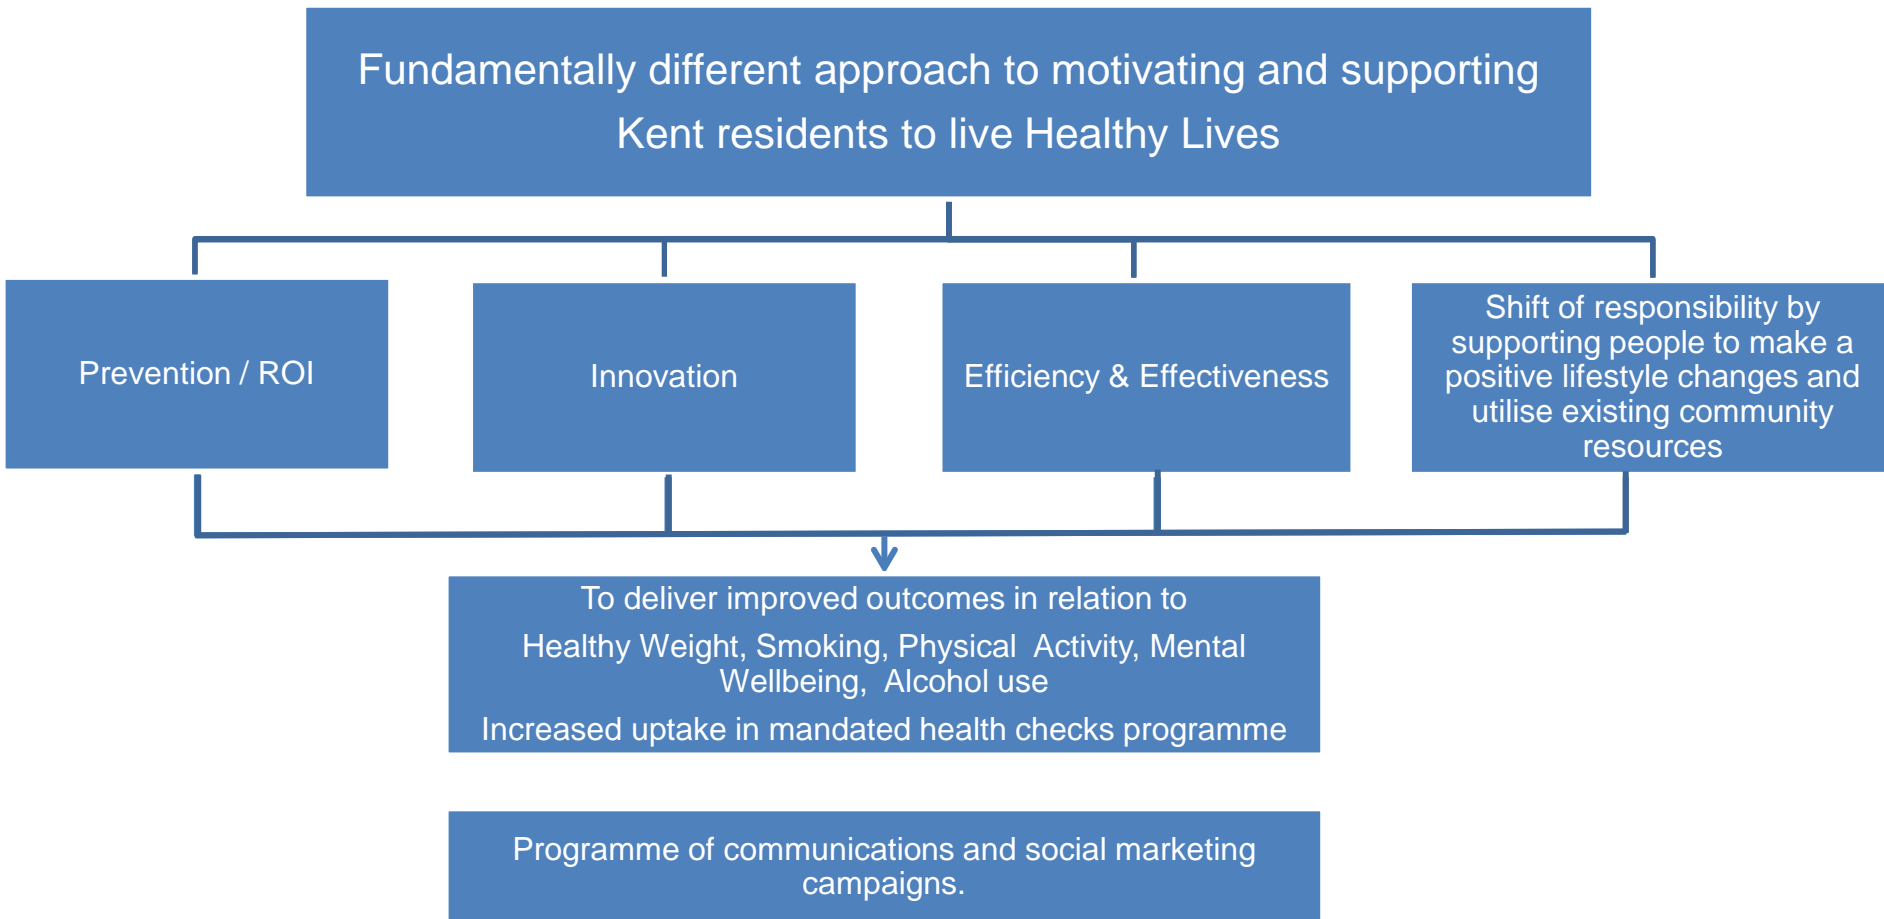 Fundamentally different approach to motivating and supporting
Kent residents to live Healthy Lives
Prevention / ROI
Innovation
Efficiency & Effectiveness
Shift of responsibility by
supporting people to make a
positive lifestyle changes and
utilise existing community
resources
To deliver improved outcomes in relation to
Healthy Weight, Smoking, Physical Activity, Mental
Wellbeing, Alcohol use
Increased uptake in mandated health checks programme
Programme of communications and social marketing
campaigns.